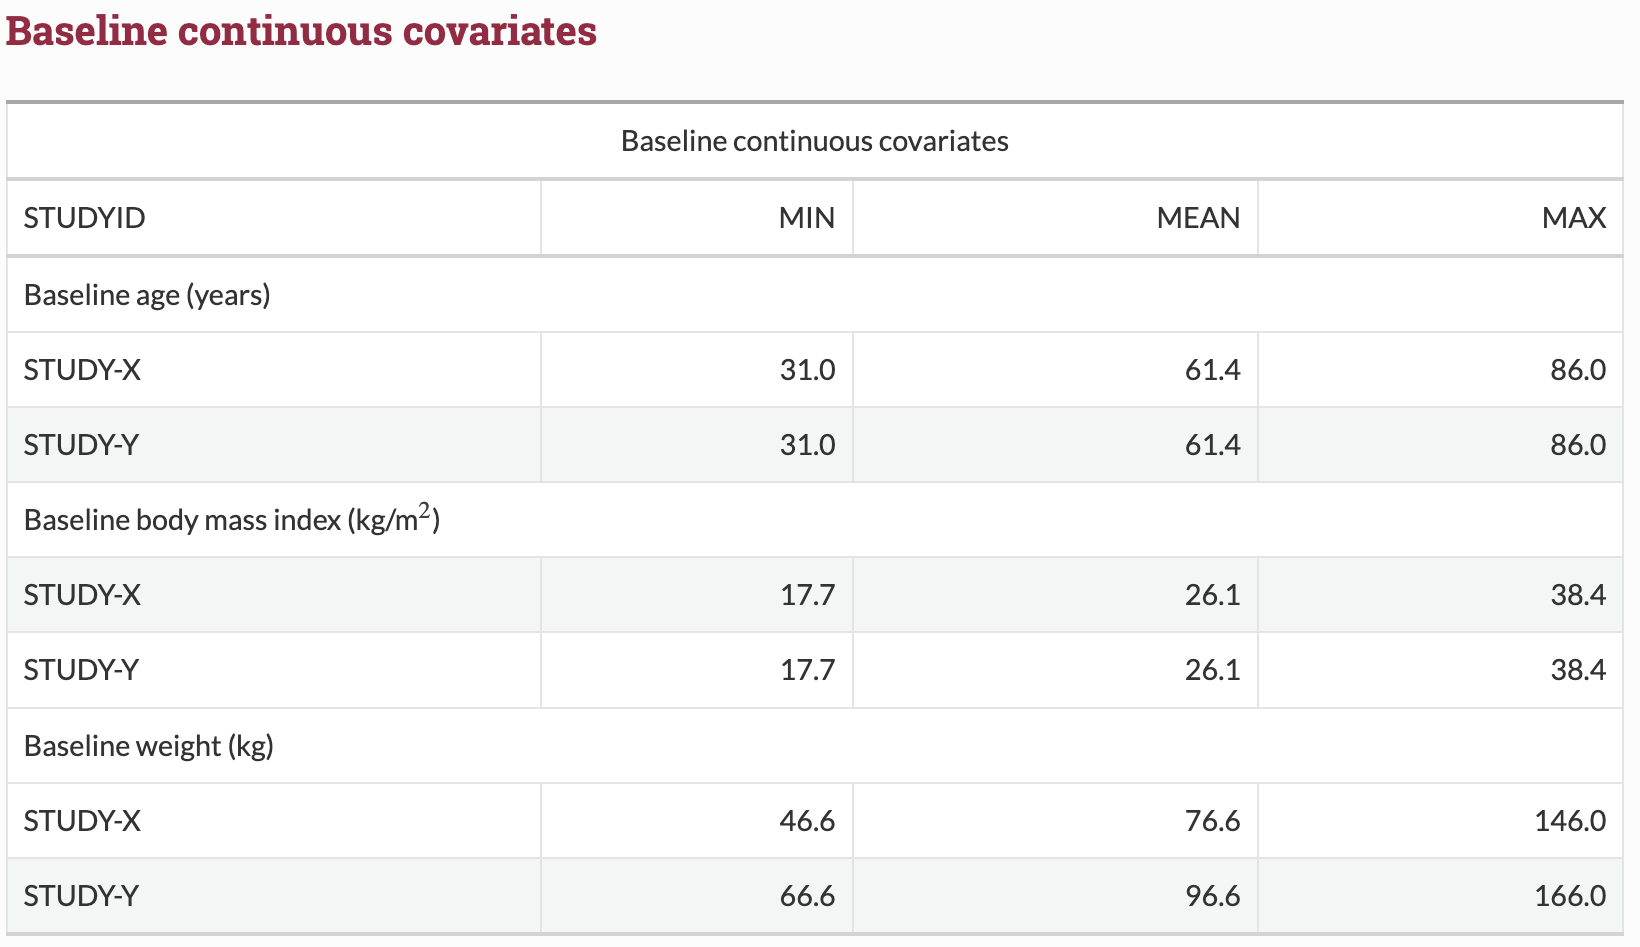 Baseline continuous covariates
Baseline continuous covariates
STUDYID MIN MEAN MAX
Baseline age (years)
STUDY-X 31.0 61.4 86.0
STUDY-Y 31.0 61.4 86.0
Baseline body mass index (kg/m²)
STUDY-X 17.7 26.1 38.4
STUDY-Y 17.7 26.1 38.4
Baseline weight (kg)
STUDY-X 46.6 76.6 146.0
STUDY-Y 66.6 96.6 166.0